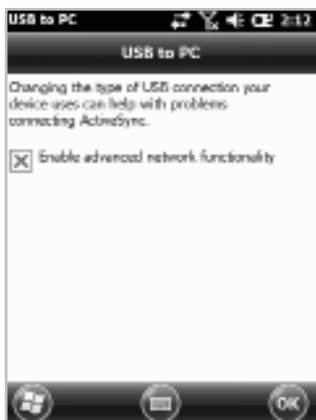 USB to PC 2:12
USB to PC
Changing the type of USB connection your
device uses can help with problems
connecting ActiveSync.
Enable advanced network functionality
OK